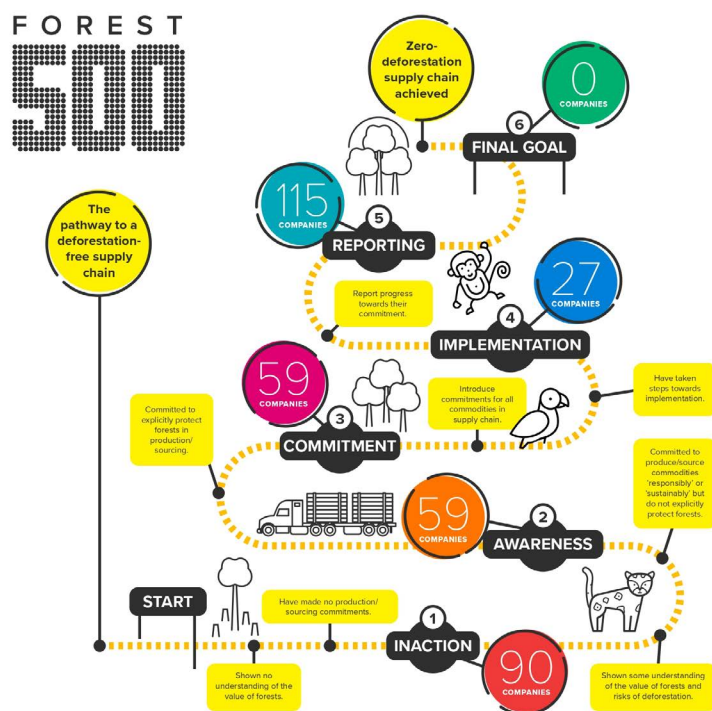 FOREST
500
Zero-
deforestation
supply chain
achieved
0
COMPANIES
6
FINAL GOAL
The
pathway to a
deforestation-
free supply
chain
115
COMPANIES
5
REPORTING
Report progress
towards their
commitment.
27
COMPANIES
4
IMPLEMENTATION
Have taken
steps towards
implementation.
59
COMPANIES
3
COMMITMENT
Introduce
commitments for all
commodities in
supply chain.
Committed to
explicitly protect
forests in
production/
sourcing.
Committed to
produce/source
commodities
'responsibly' or
'sustainably' but
do not explicitly
protect forests.
59
COMPANIES
2
AWARENESS
START
Have made no production/
sourcing commitments.
1
INACTION
90
COMPANIES
Shown no
understanding of the
value of forests.
Shown some understanding
of the value of forests and
risks of deforestation.